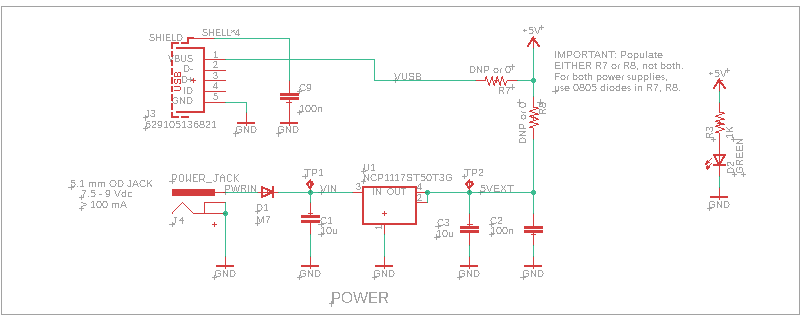 SHIELD
SHELL*4
VBUS
D-
D+
ID
GND
USB
1
2
3
4
5
J3
629105136821
GND
C9
100n
GND
VUSB
DNP or 0
R7
+5V
DNP or 0
R8
IMPORTANT: Populate
EITHER R7 or R8, not both.
For both power supplies,
use 0805 diodes in R7, R8.
+5V
R3
1K
D2
GREEN
GND
5.1 mm OD JACK
7.5 - 9 Vdc
> 100 mA
POWER_JACK
PWRIN
J4
GND
D1
M7
TP1
VIN
C1
10u
GND
U1
NCP1117ST50T3G
3
IN OUT
4
2
1
GND
TP2
5VEXT
C3
10u
GND
C2
100n
GND
POWER